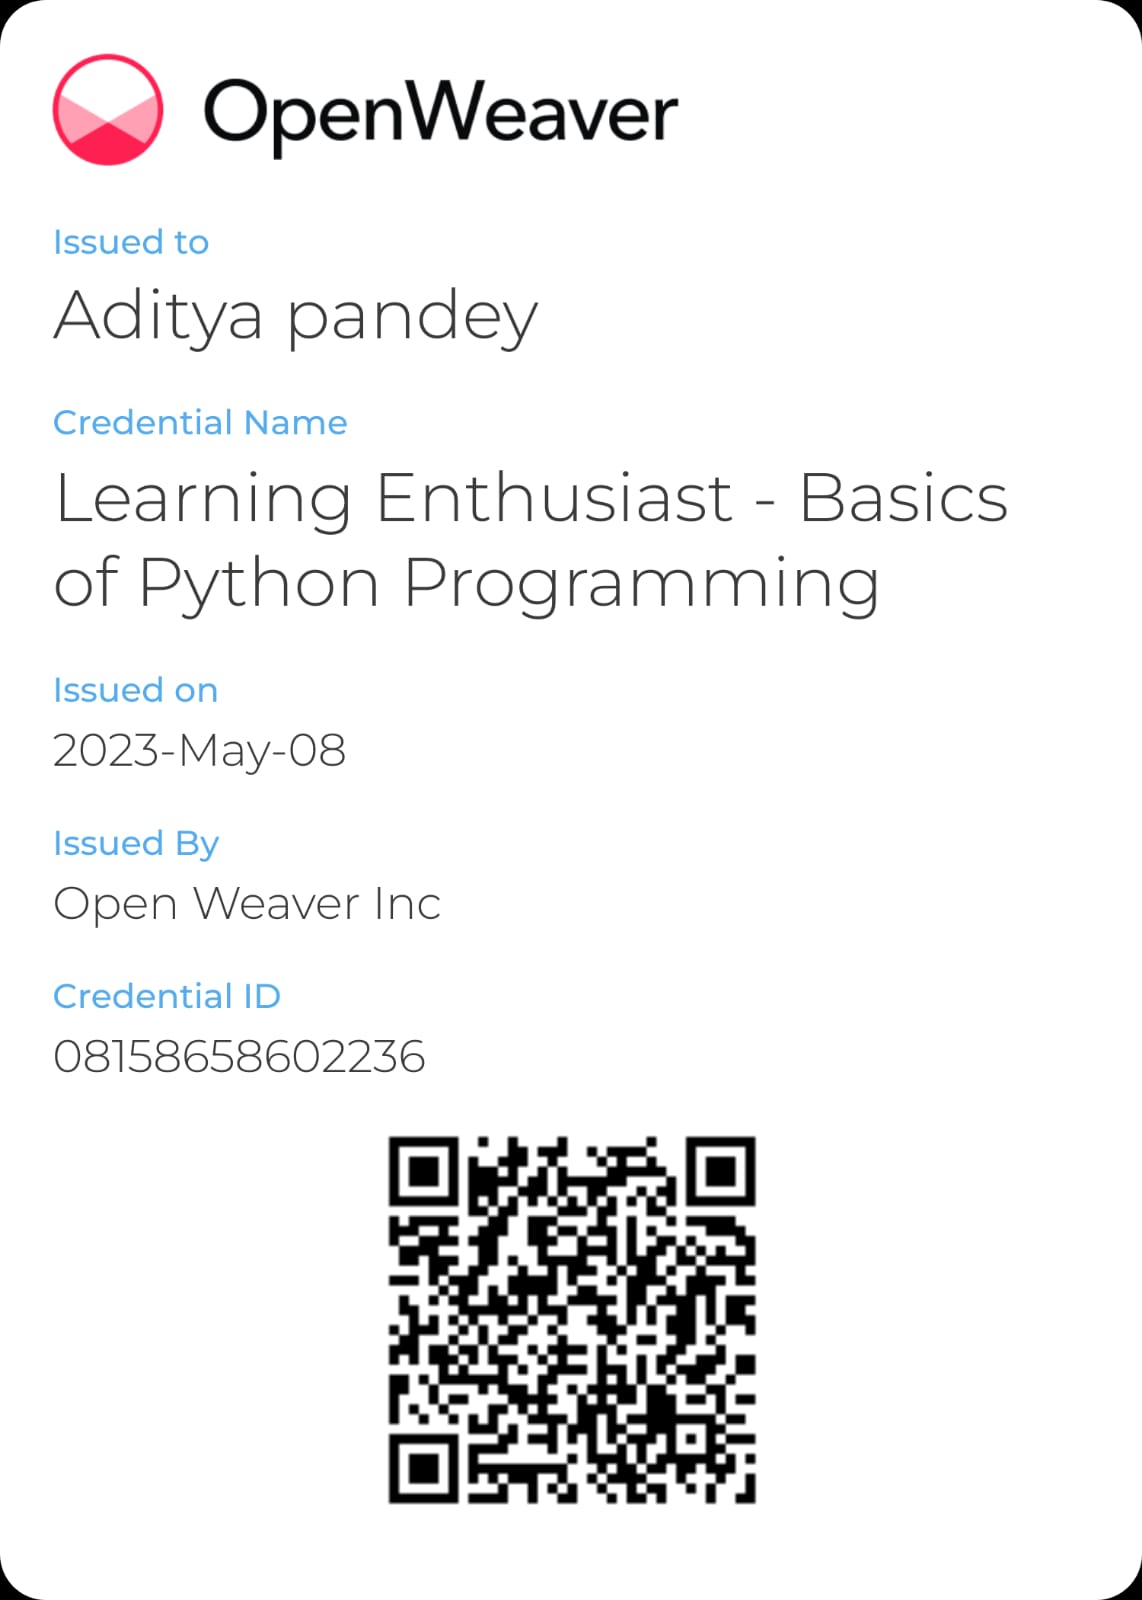 OpenWeaver
Issued to
Aditya pandey
Credential Name
Learning Enthusiast - Basics
of Python Programming
Issued on
2023-May-08
Issued By
Open Weaver Inc
Credential ID
08158658602236